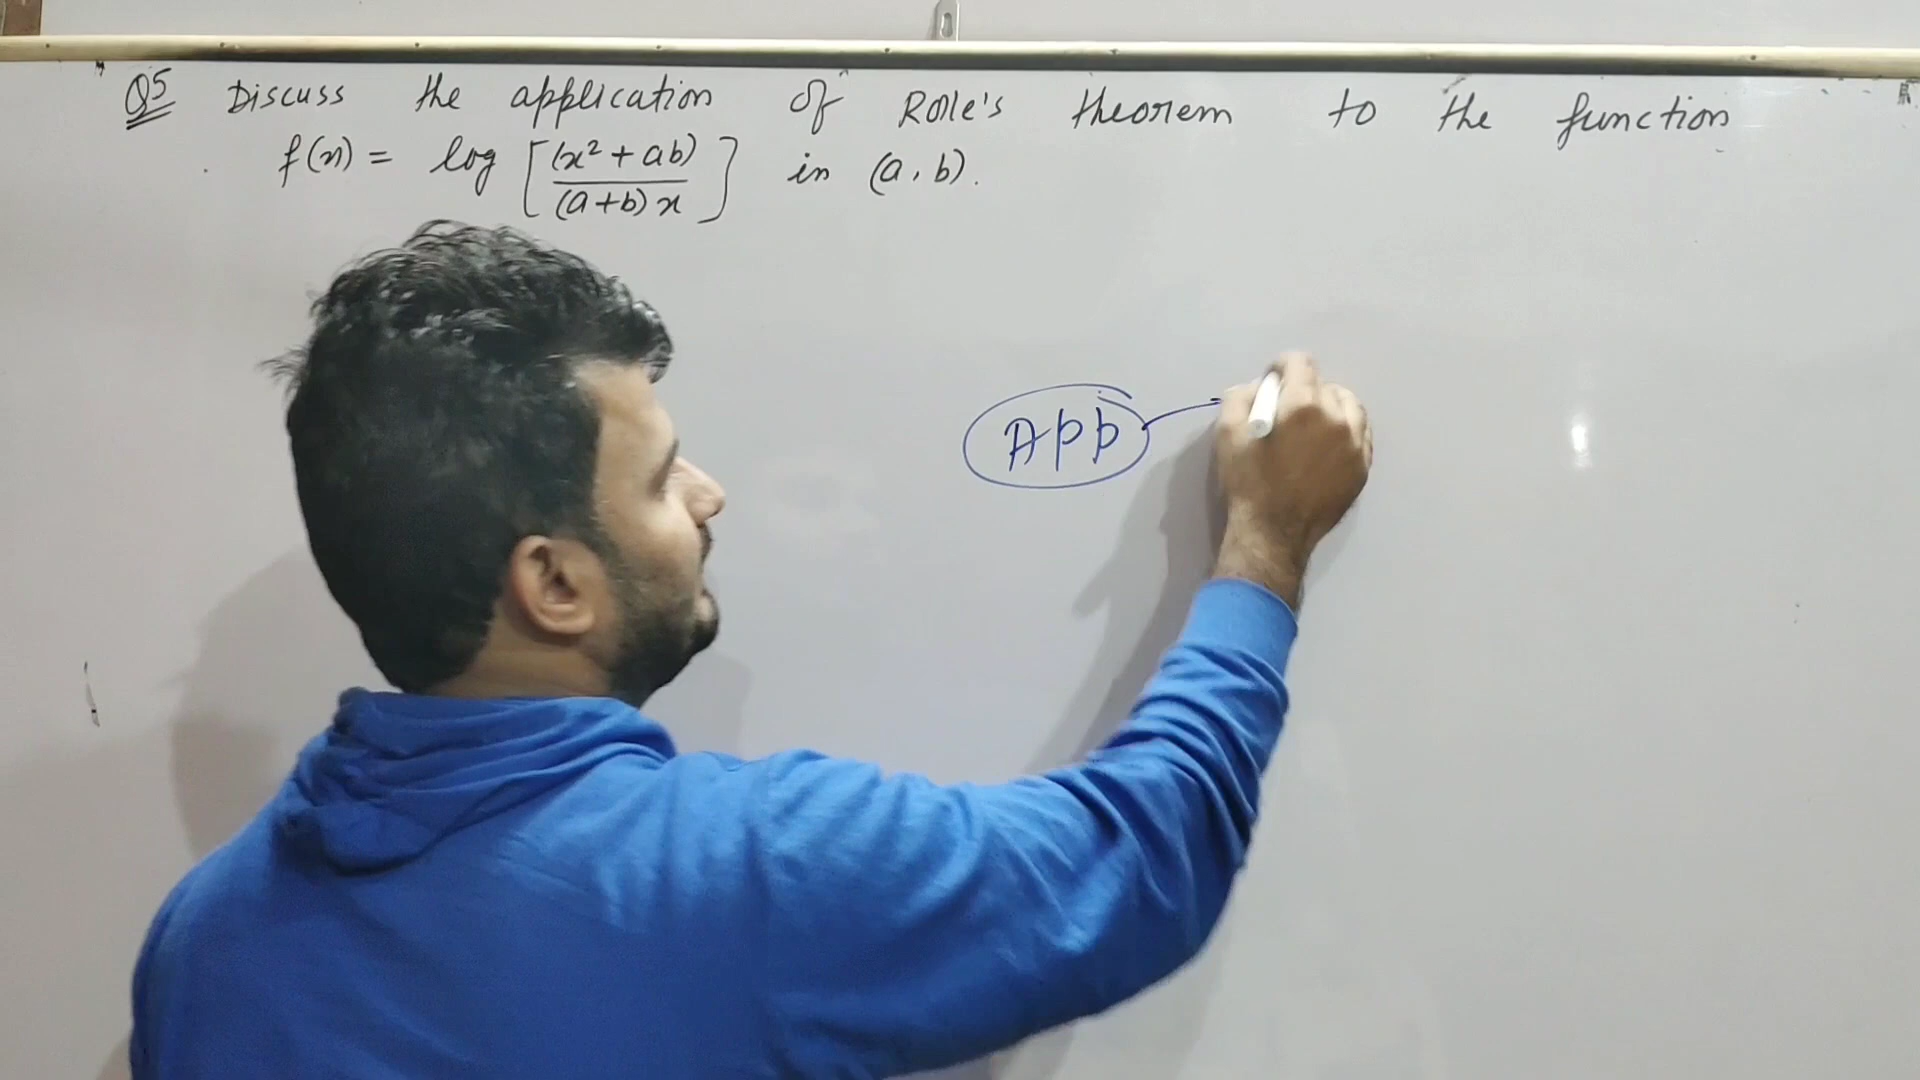 Q5 Discuss the application of Rolle's theorem to the function
f(x) = log [(x² + ab) / (a+b) x] in (a, b).
App